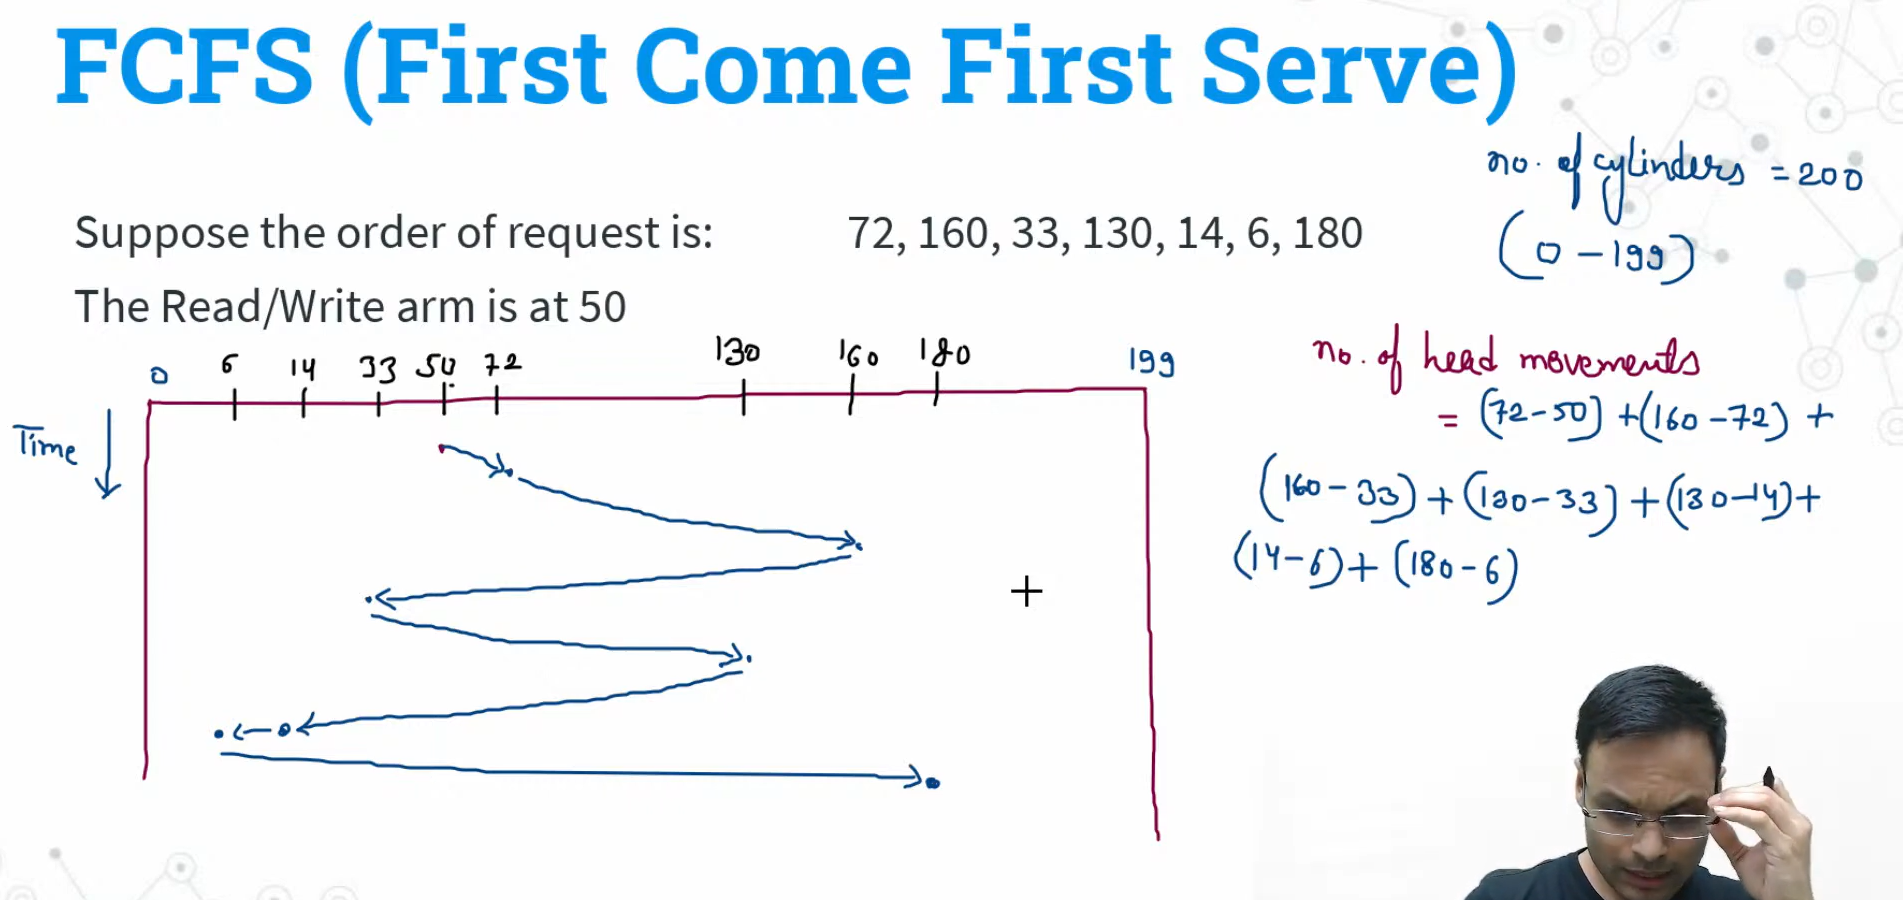 FCFS (First Come First Serve)
no. of cylinders = 200
(0 - 199)
Suppose the order of request is: 72, 160, 33, 130, 14, 6, 180
The Read/Write arm is at 50
0 6 14 33 50 72 130 160 180 199
Time
no. of head movements
= (72-50) + (160-72) +
(160-33) + (130-33) + (130-14) +
(14-6) + (180-6)